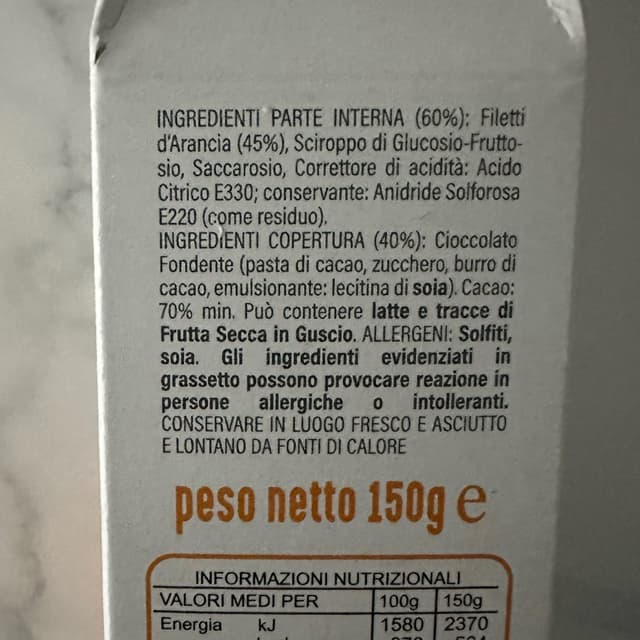 INGREDIENTI PARTE INTERNA (60%): Filetti
d'Arancia (45%), Sciroppo di Glucosio-Frutto-
sio, Saccarosio, Correttore di acidità: Acido
Citrico E330; conservante: Anidride Solforosa
E220 (come residuo).
INGREDIENTI COPERTURA (40%): Cioccolato
Fondente (pasta di cacao, zucchero, burro di
cacao, emulsionante: lecitina di soia). Cacao:
70% min. Può contenere latte e tracce di
Frutta Secca in Guscio. ALLERGENI: Solfiti,
soia. Gli ingredienti evidenziati in
grassetto possono provocare reazione in
persone allergiche o intolleranti.
CONSERVARE IN LUOGO FRESCO E ASCIUTTO
E LONTANO DA FONTI DI CALORE
peso netto 150g e
INFORMAZIONI NUTRIZIONALI
VALORI MEDI PER 100g 150g
Energia kJ 1580 2370